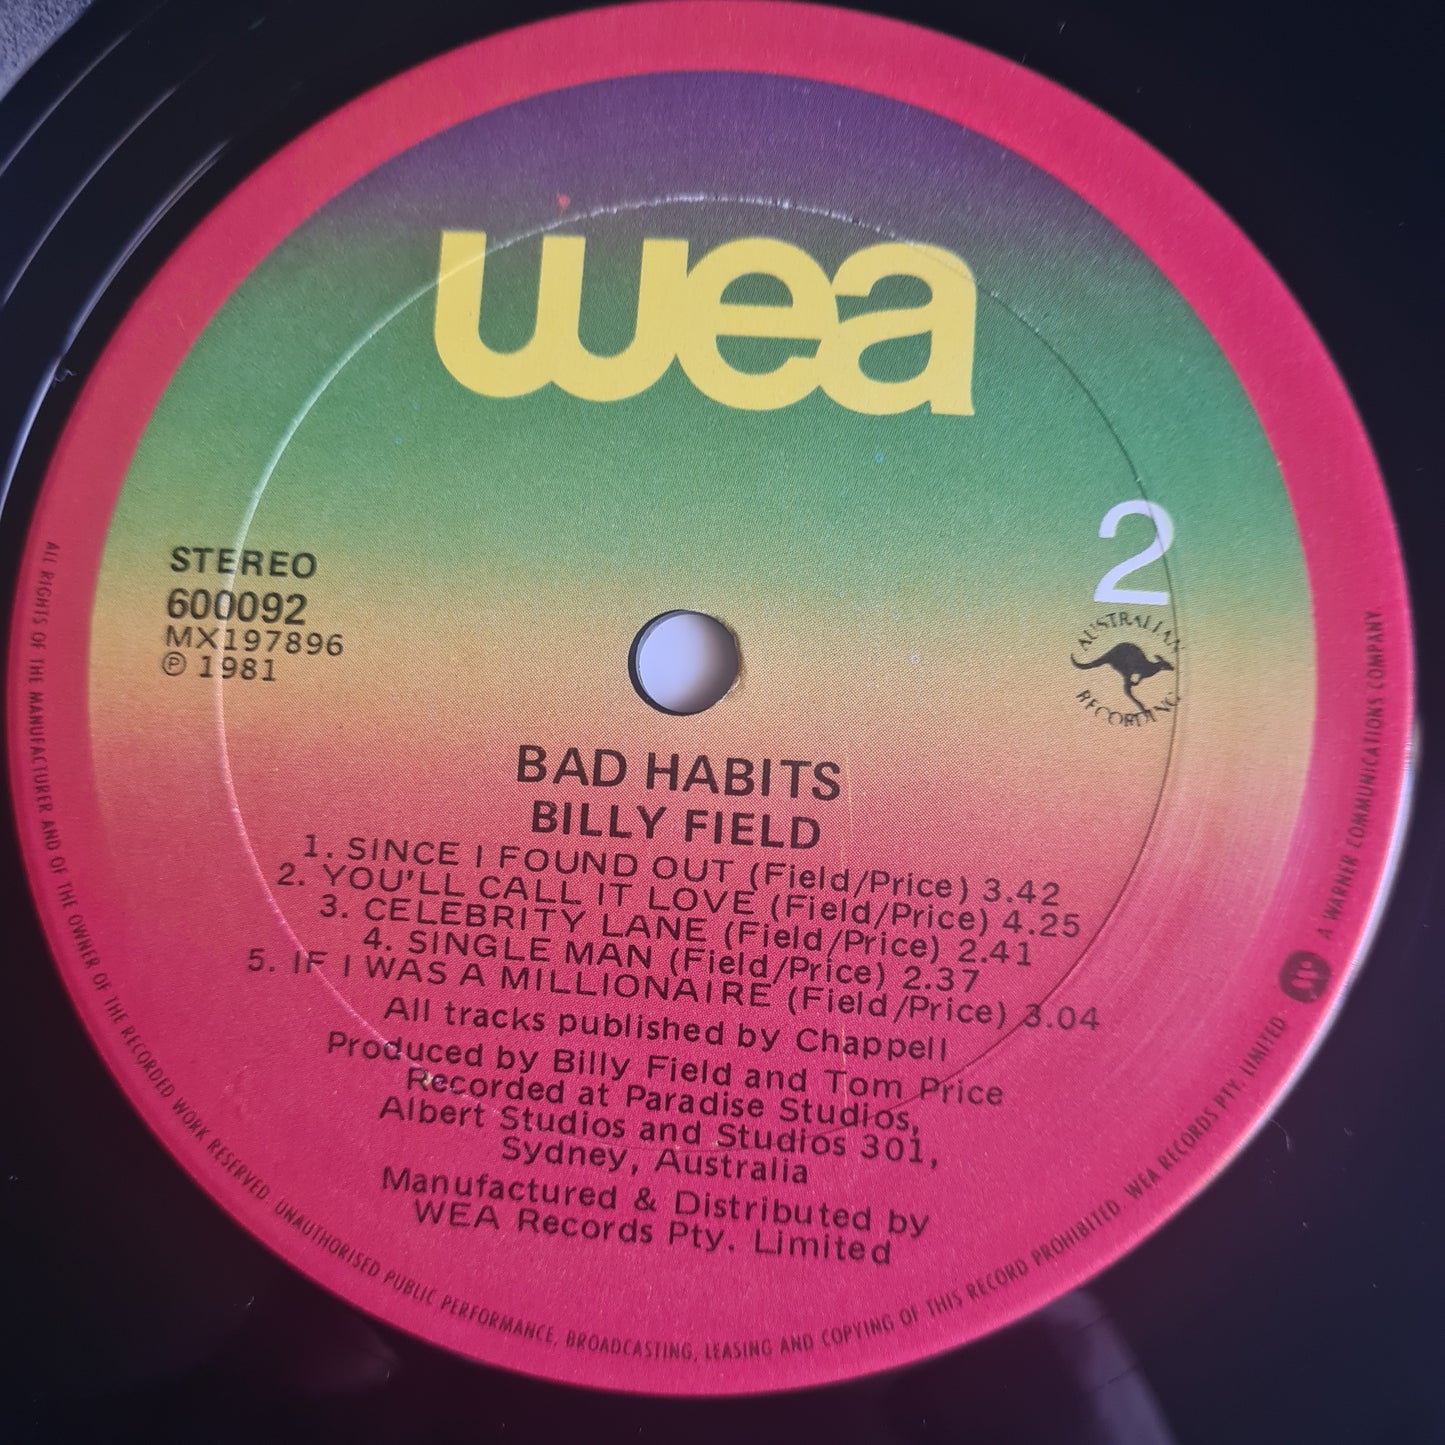 wea
2
AUSTRALIAN
RECORDING
STEREO
600092
MX197896
Ⓟ 1981
BAD HABITS
BILLY FIELD
1. SINCE I FOUND OUT (Field/Price) 3.42
2. YOU'LL CALL IT LOVE (Field/Price) 4.25
3. CELEBRITY LANE (Field/Price) 2.41
4. SINGLE MAN (Field/Price) 2.37
5. IF I WAS A MILLIONAIRE (Field/Price) 3.04
All tracks published by Chappell
Produced by Billy Field and Tom Price
Recorded at Paradise Studios,
Albert Studios and Studios 301,
Sydney, Australia
Manufactured & Distributed by
WEA Records Pty. Limited
ALL RIGHTS OF THE MANUFACTURER AND OF THE OWNER OF THE RECORDED WORK RESERVED. UNAUTHORISED PUBLIC PERFORMANCE, BROADCASTING, LEASING AND COPYING OF THIS RECORD PROHIBITED. WEA RECORDS PTY. LIMITED. A WARNER COMMUNICATIONS COMPANY